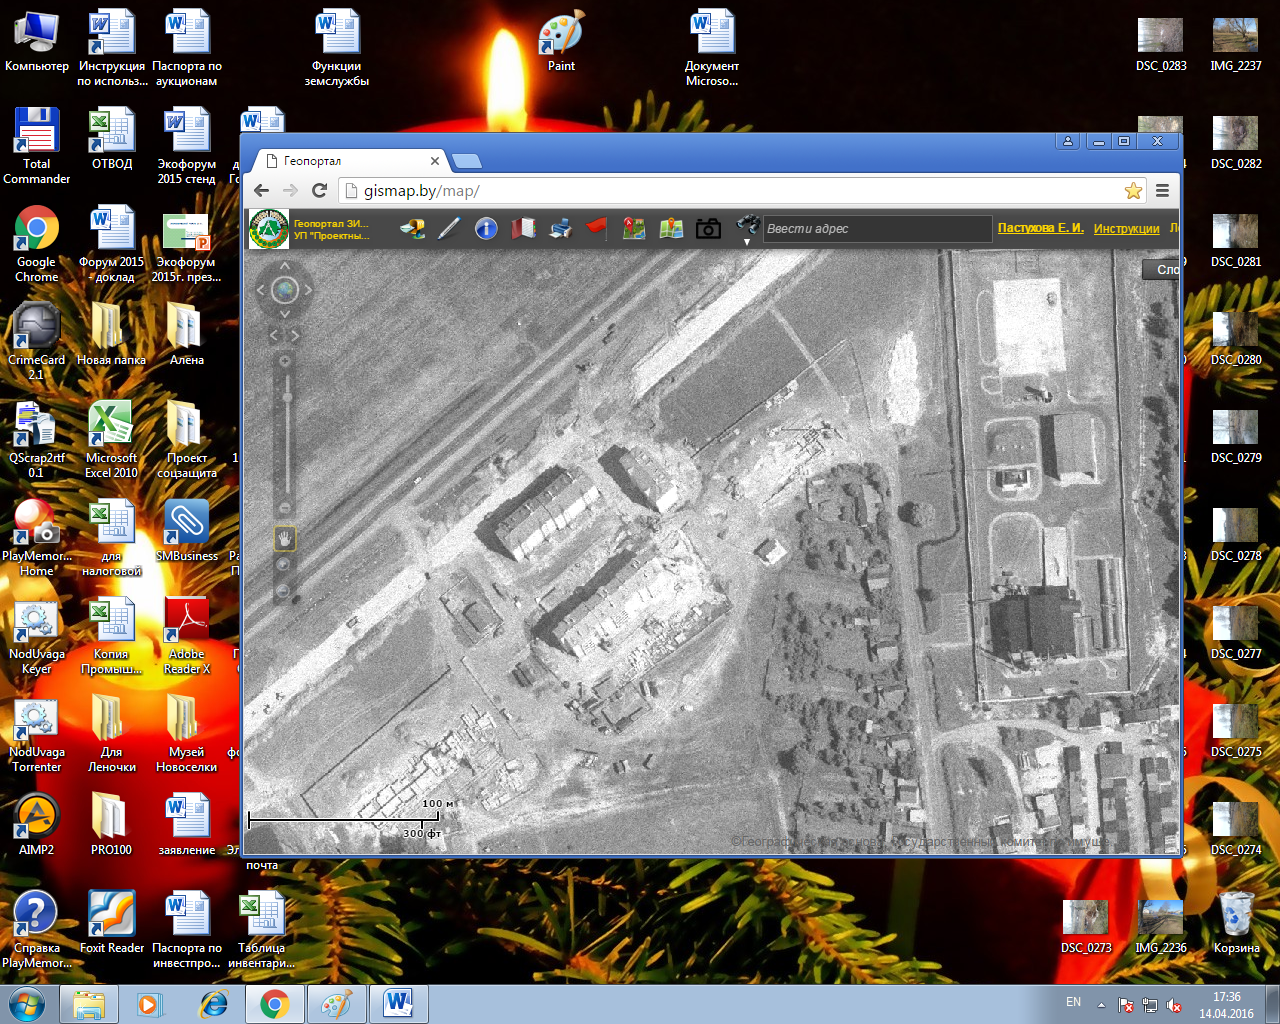 Компьютер
Инструкция
по использ...
Паспорта по
аукционам
Функции
землслужбы
Paint
Документ
Microso...
DSC_0283
IMG_2237
Total
Commander
ОТВОД
Экофорум
2015 стенд
DSC_0282
Геопортал
gismap.by/map/
Геопортал ЗИ...
УП "Проектны...
Ввести адрес
Пастухова Е. И.
Инструкции
Сло
Google
Chrome
Форум 2015
- доклад
Экофорум
2015г. през...
DSC_0281
CrimeCard
2.1
Новая папка
Алена
DSC_0280
QScrap2rtf
0.1
Microsoft
Excel 2010
Проект
соцзащита
DSC_0279
PlayMemor...
Home
для
налоговой
SMBusiness
DSC_0278
NodUvaga
Keyer
Копия
Промыш...
Adobe
Reader X
DSC_0277
NodUvaga
Torrenter
Для
Леночки
Музей
Новоселки
DSC_0275
100 м
300 фт
AIMP2
PRO100
заявление
почта
DSC_0274
Справка
PlayMemor...
Foxit Reader
Паспорта по
инвестпро...
Таблица
инвентари...
DSC_0273
IMG_2236
Корзина
EN
17:36
14.04.2016